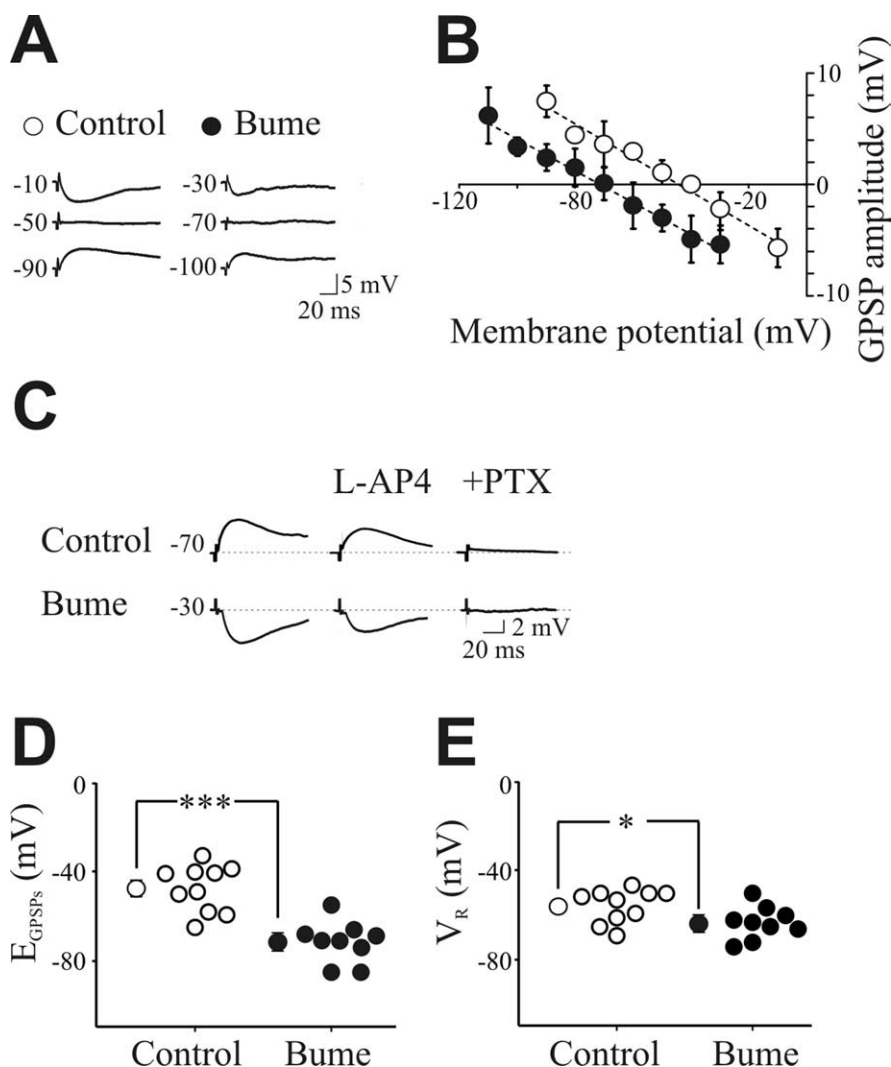 A
Control Bume
-10 -30
-50 -70
-90 -100
5 mV
20 ms
B
10
0
-10
-120 -80 -20
GPSP amplitude (mV)
Membrane potential (mV)
C
L-AP4 +PTX
Control -70
Bume -30
2 mV
20 ms
D
0
-40
-80
***
E_GPSPs (mV)
Control Bume
E
0
-40
-80
*
V_R (mV)
Control Bume